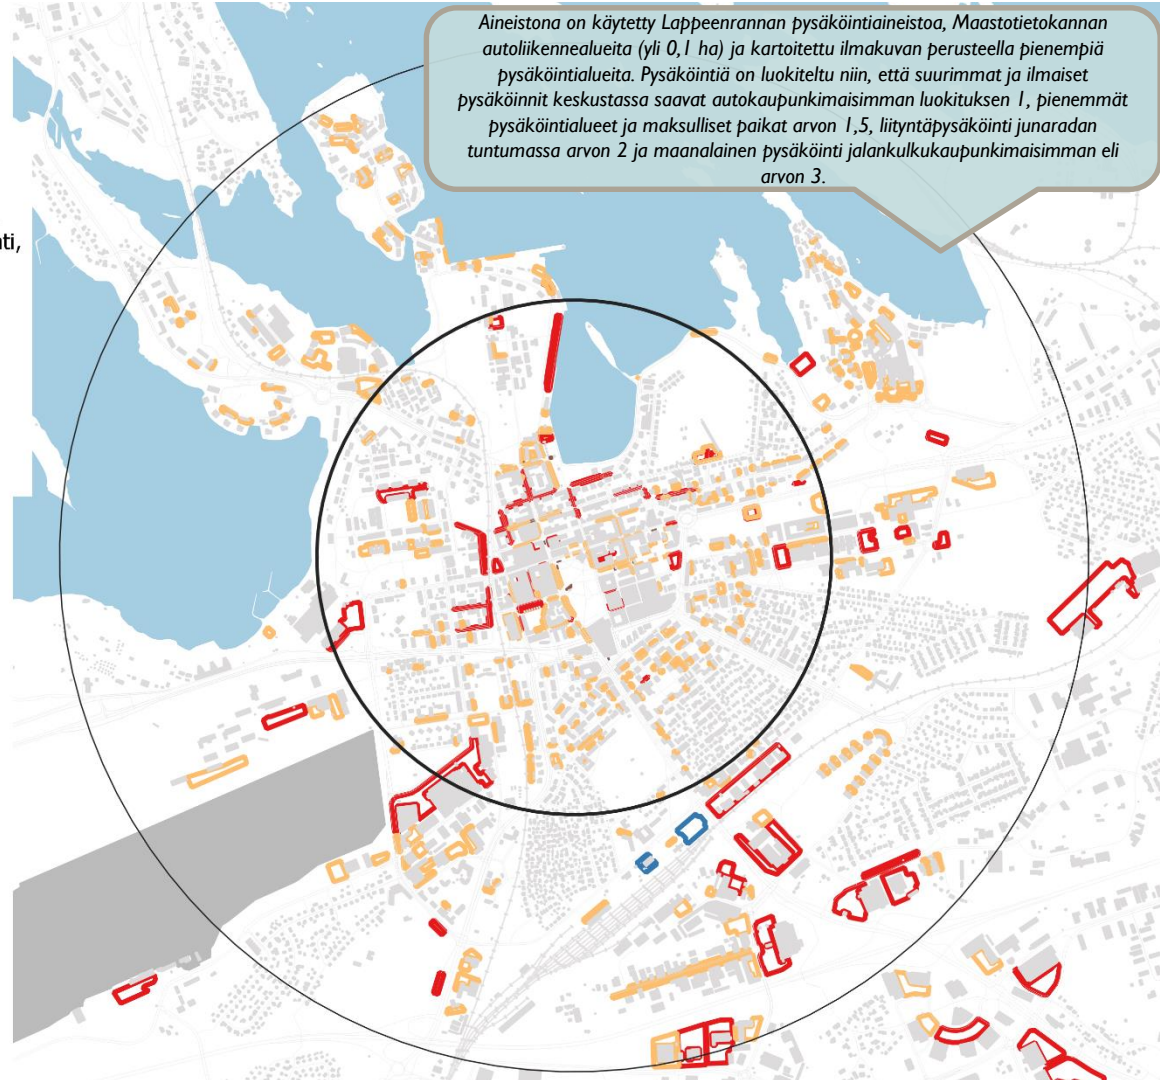 Aineistona on käytetty Lappeenrannan pysäköintiaineistoa, Maastotietokannan
autoliikennealueita (yli 0,1 ha) ja kartoitettu ilmakuvan perusteella pienempiä
pysäköintialueita. Pysäköintiä on luokiteltu niin, että suurimmat ja ilmaiset
pysäköinnit keskustassa saavat autokaupunkimaisimman luokituksen 1, pienemmät
pysäköintialueet ja maksulliset paikat arvon 1,5, liityntäpysäköinti junaradan
tuntumassa arvon 2 ja maanalainen pysäköinti jalankulkukaupunkimaisimman eli
arvon 3.